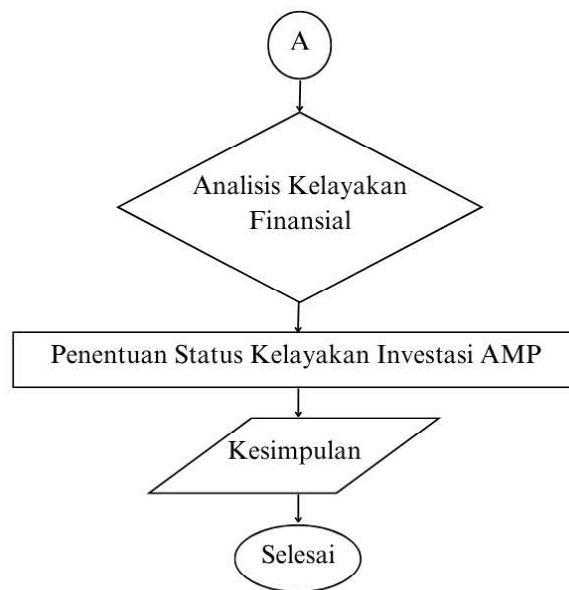 A
Analisis Kelayakan
Finansial
Penentuan Status Kelayakan Investasi AMP
Kesimpulan
Selesai